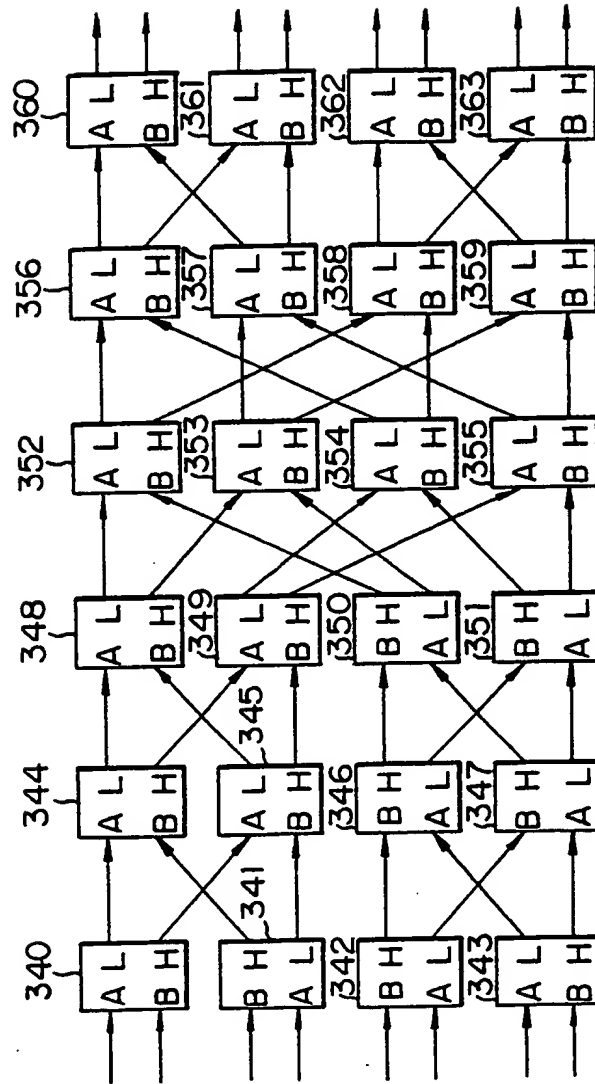 340 344 348 352 356 360
A L A L A L A L A L A L
B H B H B H B H B H B H
341 345 349 353 357 361
B H A L A L A L A L A L
A L B H B H B H B H B H
342 346 350 354 358 362
B H B H B H A L A L A L
A L A L A L B H B H B H
343 347 351 355 359 363
A L B H B H A L A L A L
B H A L A L B H B H B H